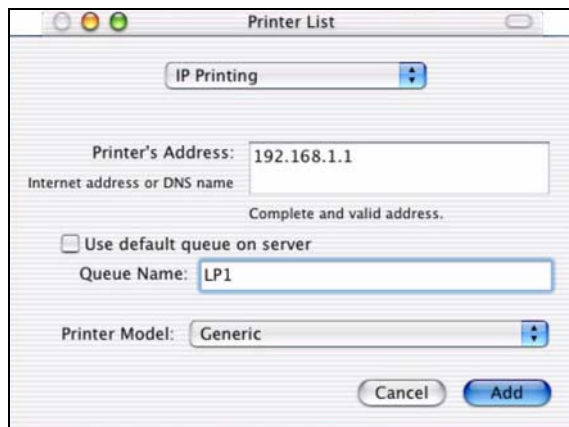 Printer List
IP Printing
Printer's Address: 192.168.1.1
Internet address or DNS name
Complete and valid address.
Use default queue on server
Queue Name: LP1
Printer Model: Generic
Cancel Add